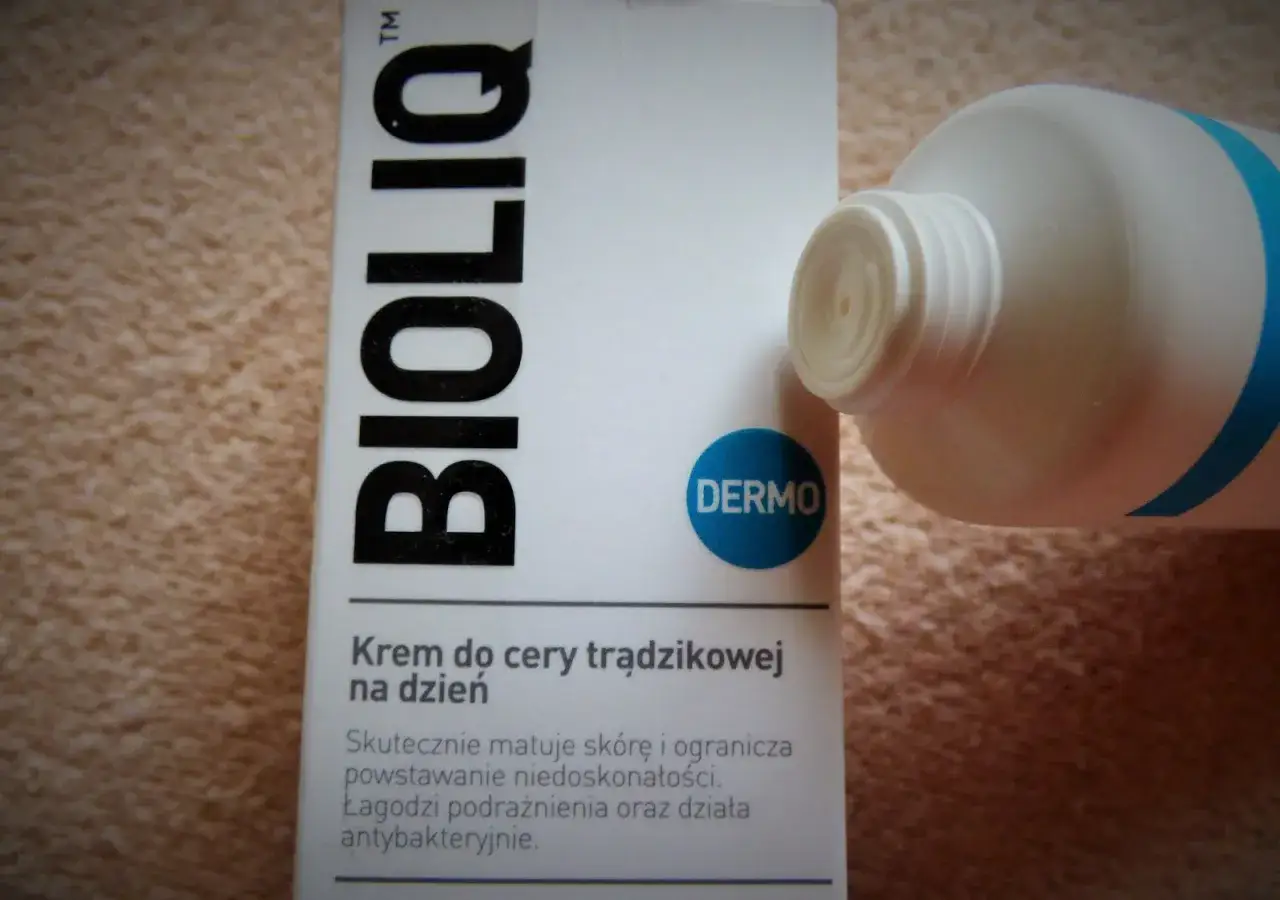 BIOLIQ™
DERMO
Krem do cery trądzikowej
na dzień
Skutecznie matuje skórę i ogranicza
powstawanie niedoskonałości.
Łagodzi podrażnienia oraz działa
antybakteryjnie.